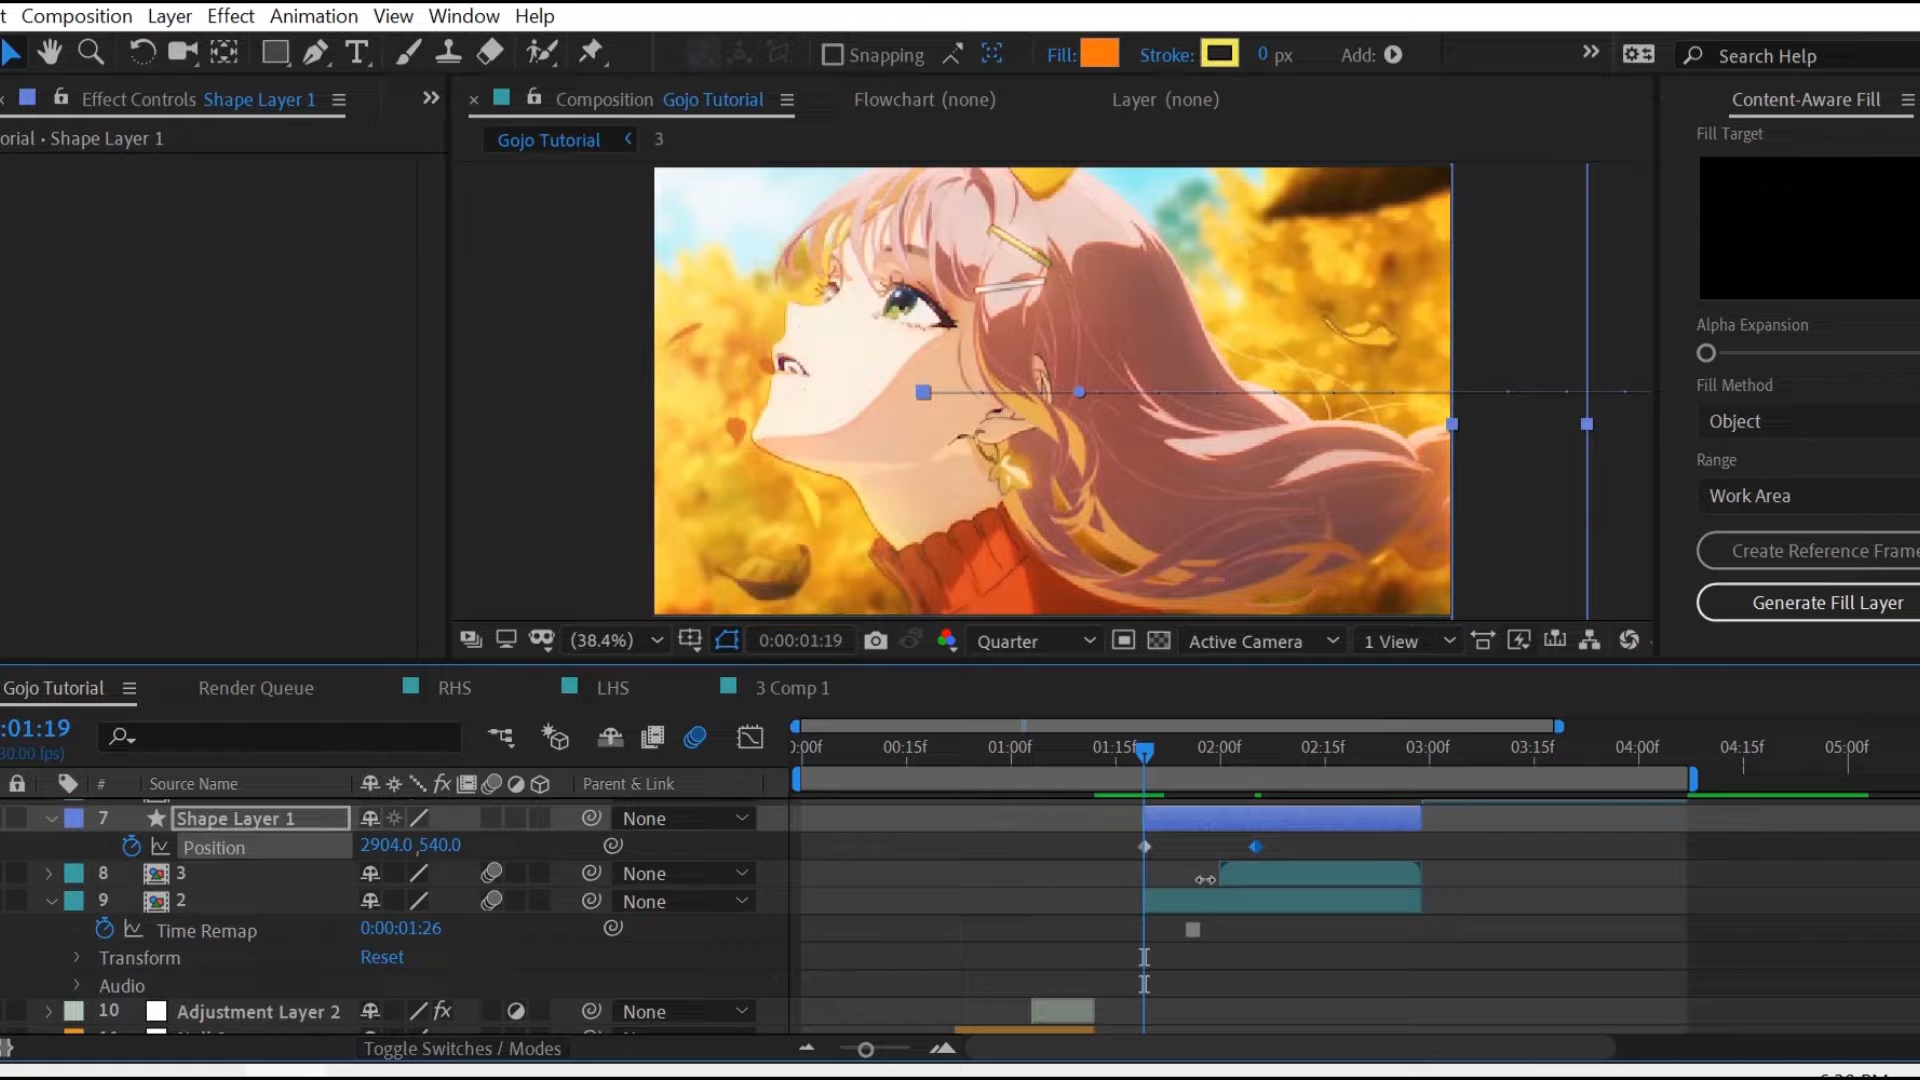 t Composition Layer Effect Animation View Window Help
Snapping Fill: Stroke: 0 px Add: Search Help
Effect Controls Shape Layer 1 Composition Gojo Tutorial Flowchart (none) Layer (none) Content-Aware Fill
orial • Shape Layer 1 Gojo Tutorial 3 Fill Target
Alpha Expansion
Fill Method
Object
Range
Work Area
Create Reference Frame
Generate Fill Layer
(38.4%) 0:00:01:19 Quarter Active Camera 1 View
Gojo Tutorial Render Queue RHS LHS 3 Comp 1
:01:19
30.00 fps)
0:00f 00:15f 01:00f 01:15f 02:00f 02:15f 03:00f 03:15f 04:00f 04:15f 05:00f
# Source Name fx Parent & Link
7 Shape Layer 1 None
Position 2904.0,540.0
8 3 None
9 2 None
Time Remap 0:00:01:26
Transform Reset
Audio
10 Adjustment Layer 2 fx None
Toggle Switches / Modes